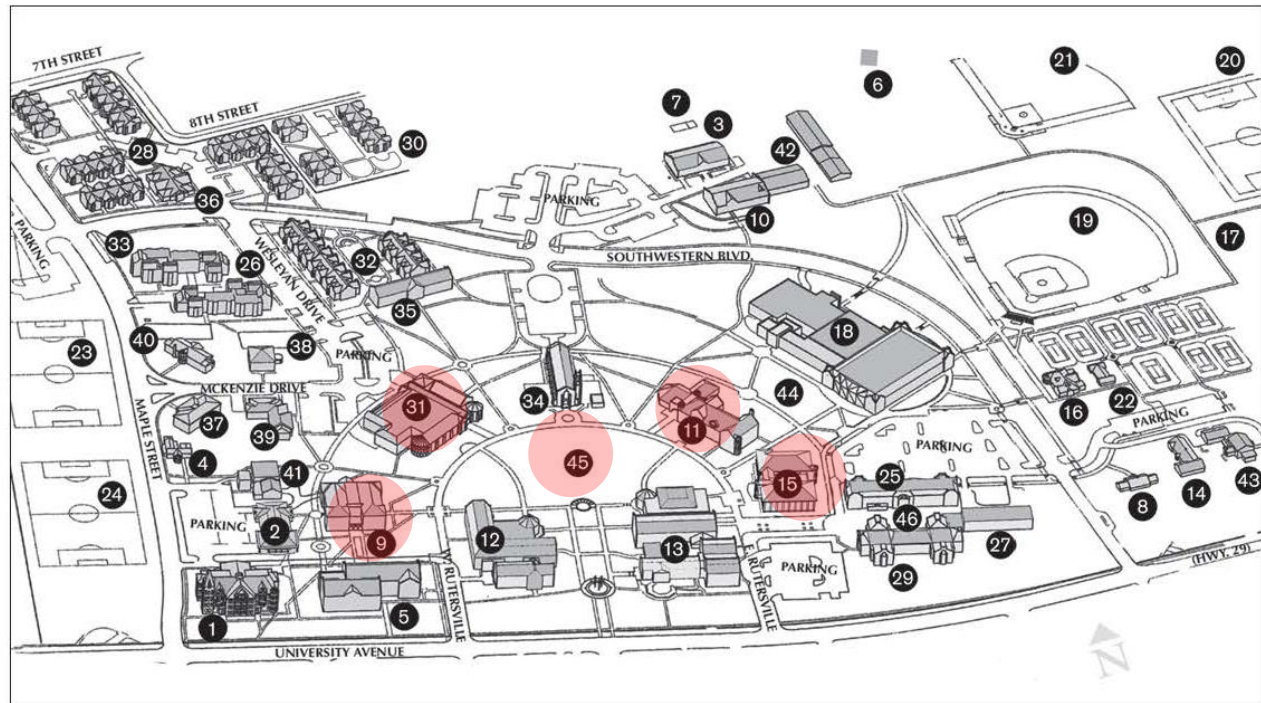 7TH STREET
8TH STREET
7
3
6
21
20
28
30
42
36
PARKING
10
19
17
33
26
WESLEYAN DRIVE
32
SOUTHWESTERN BLVD.
PARKING
35
18
23
40
38
PARKING
MCKENZIE DRIVE
MAPLE STREET
31
34
11
44
16
22
PARKING
37
39
4
41
45
15
25
PARKING
8
14
43
24
PARKING
2
9
12
13
46
27
29
PARKING
(HWY. 29)
W. RUTERSVILLE
E. RUTERSVILLE
1
5
UNIVERSITY AVENUE
N